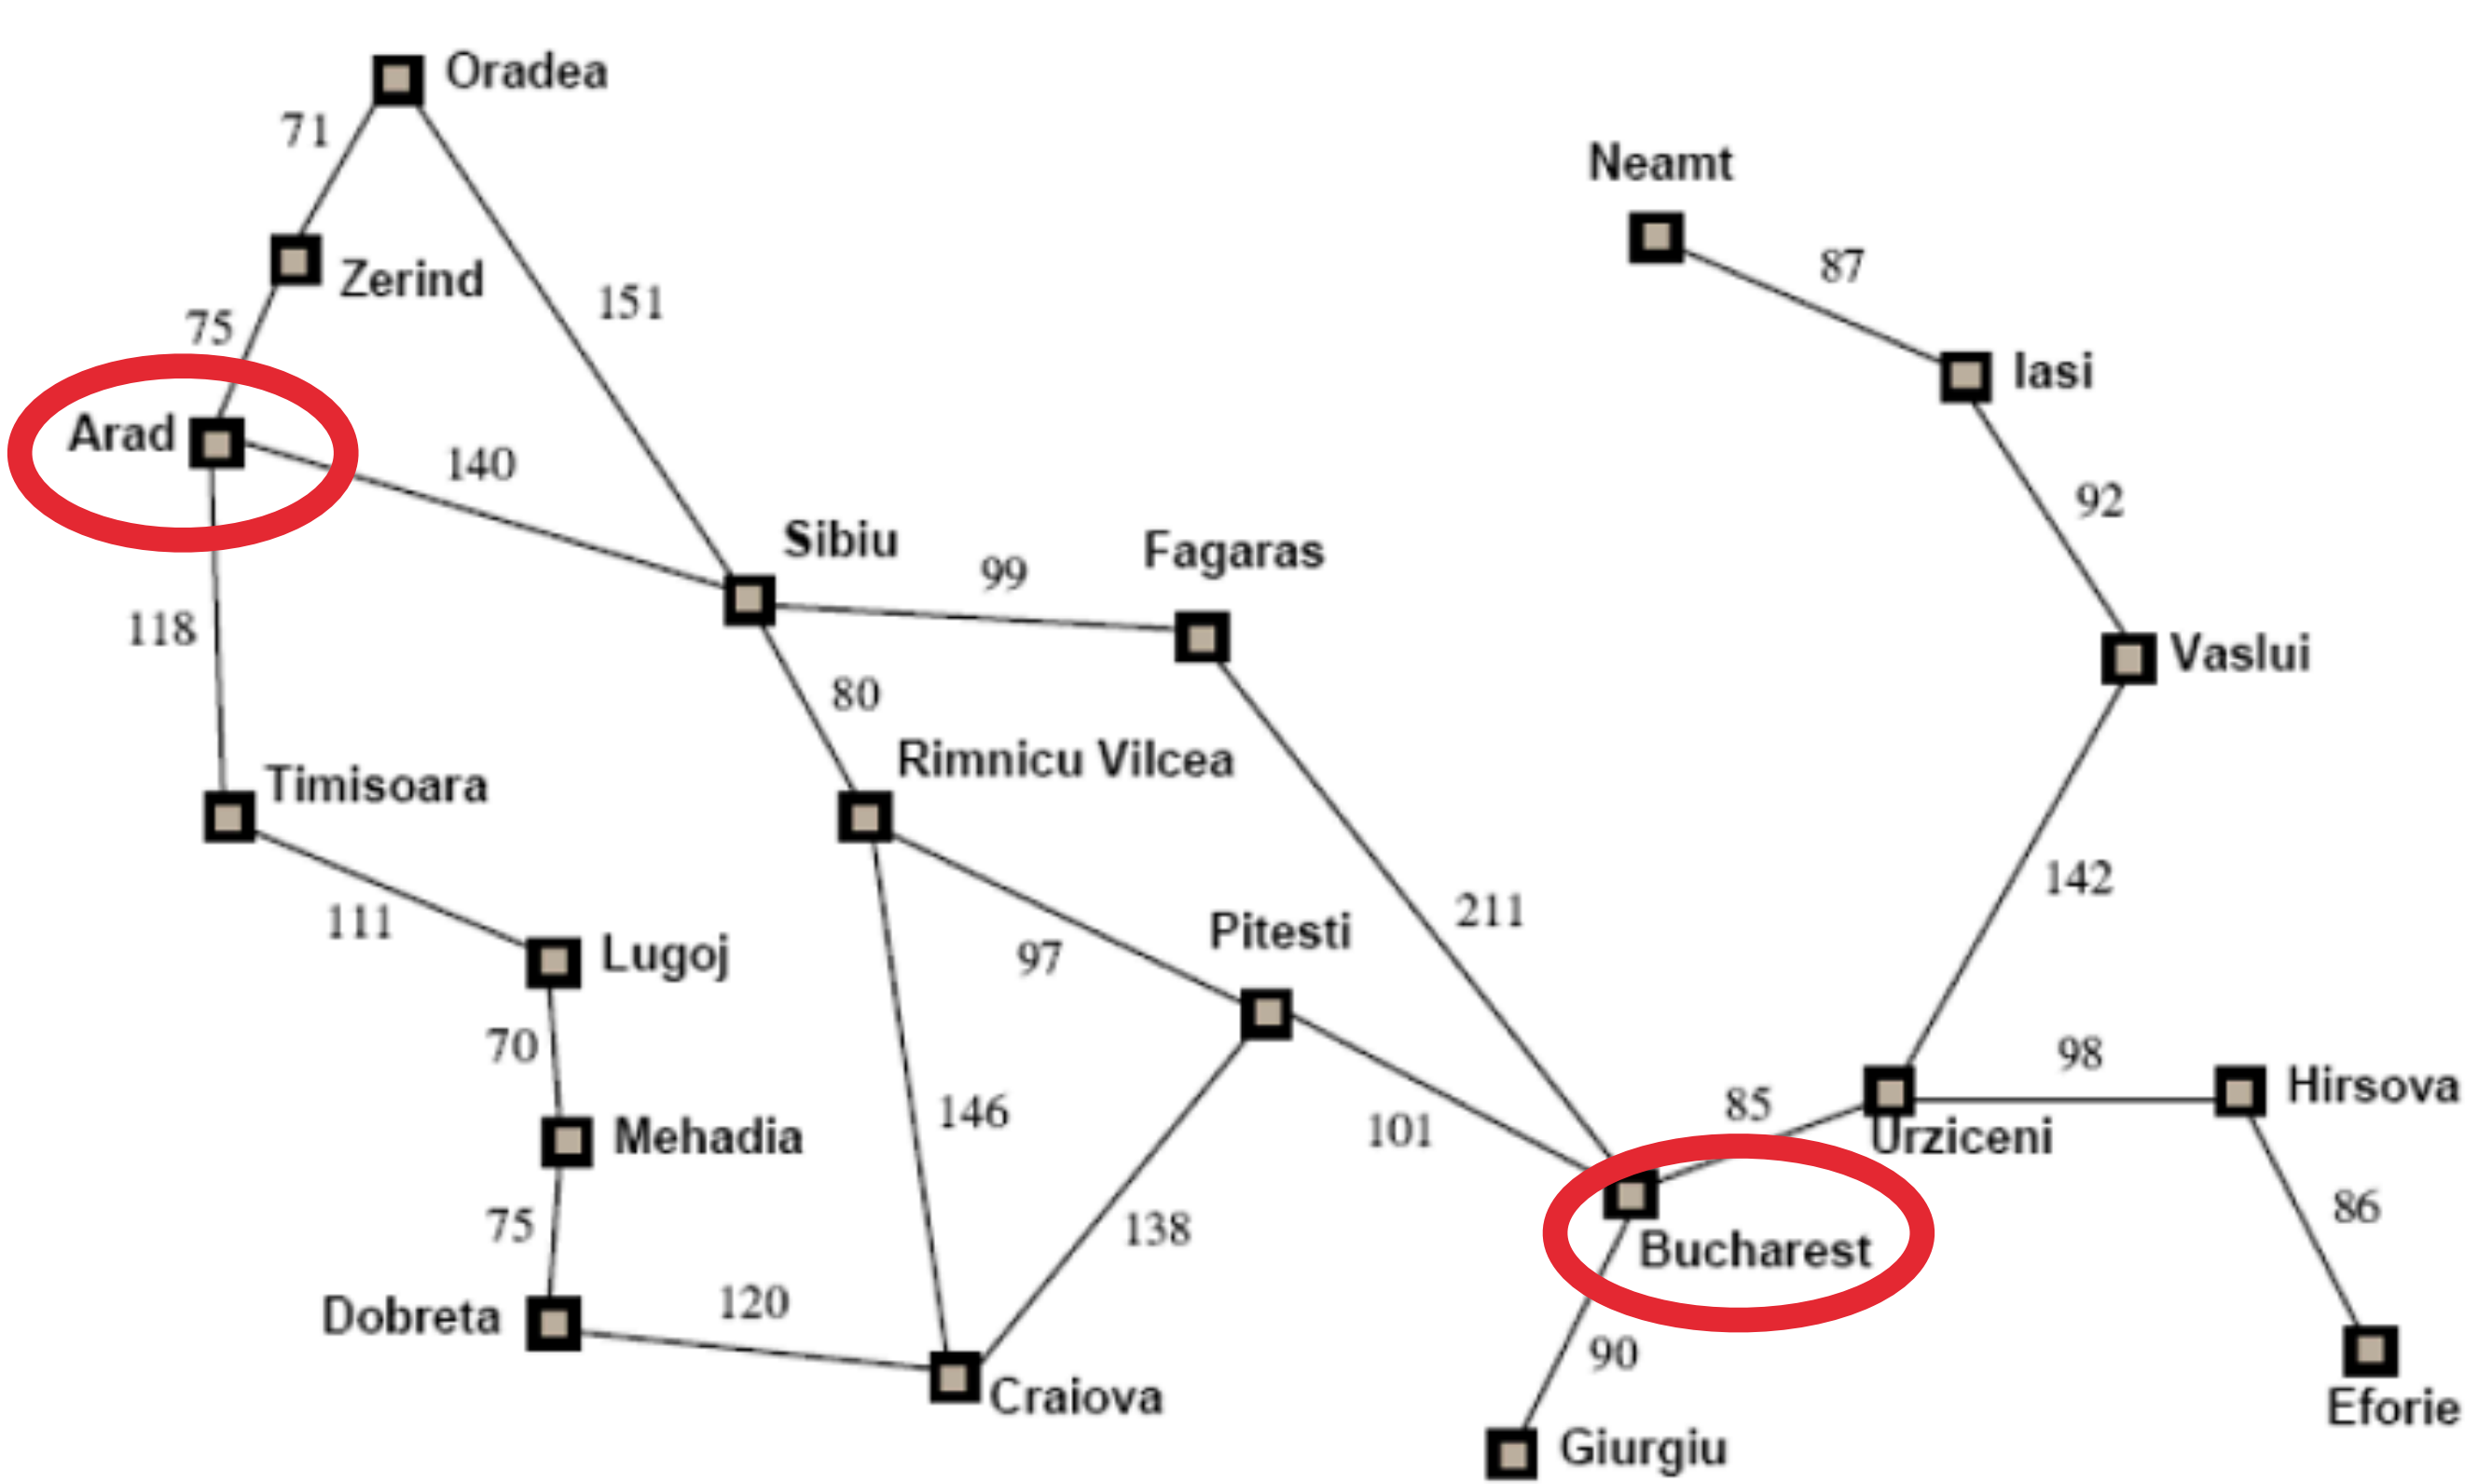 Oradea
71
Neamt
87
Zerind
151
75
Iasi
Arad
140
92
Sibiu
Fagaras
99
118
Vaslui
80
Rimnicu Vilcea
Timisoara
142
211
111
Pitesti
Lugoj
97
70
98
Hirsova
85
146
101
Urziceni
Mehadia
86
75
138
Bucharest
120
Dobreta
90
Craiova
Eforie
Giurgiu